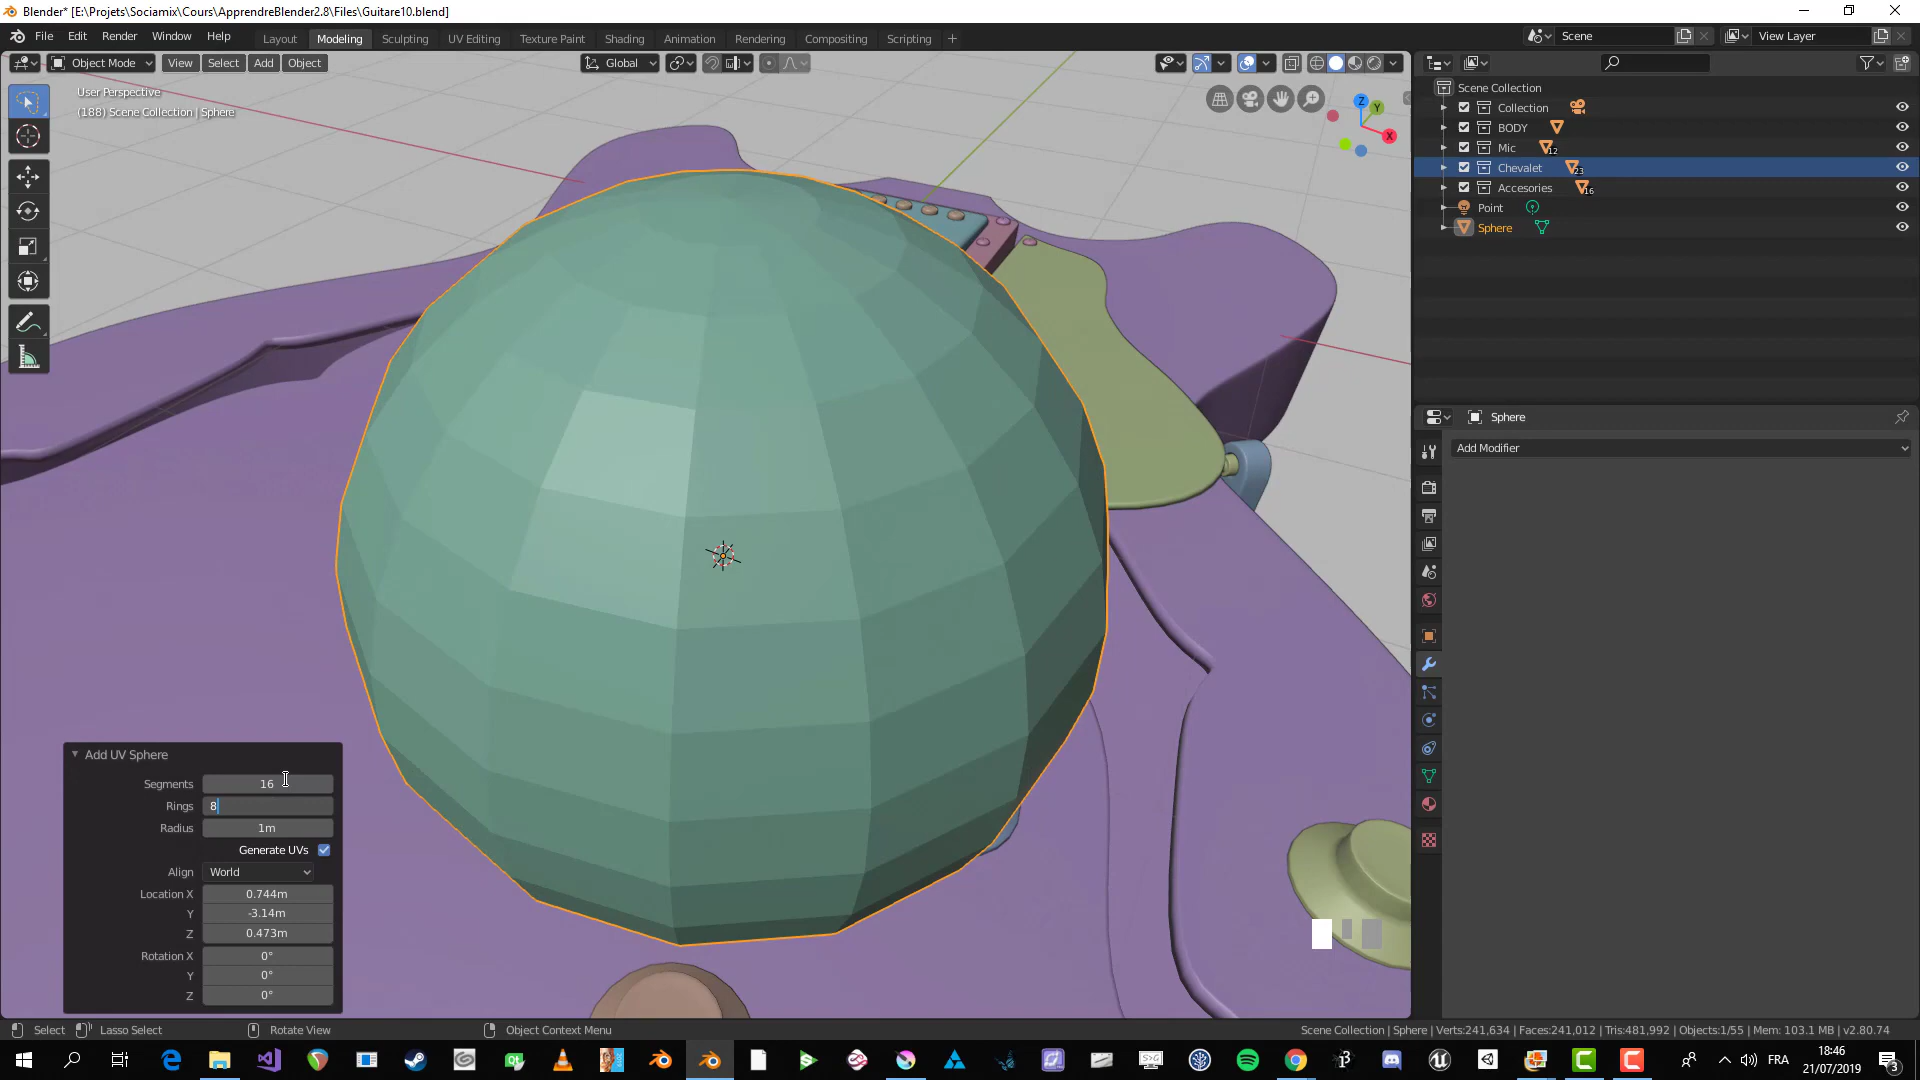 Blender* [E:\Projets\Sociamix\Cours\ApprendreBlender2.8\Files\Guitare10.blend]
File Edit Render Window Help Layout Modeling Sculpting UV Editing Texture Paint Shading Animation Rendering Compositing Scripting + Scene View Layer
Object Mode View Select Add Object Global
User Perspective
(188) Scene Collection | Sphere
Z
Y
X
Scene Collection
Collection
BODY
Mic 12
Chevalet 23
Accesories 16
Point
Sphere
Sphere
Add Modifier
Add UV Sphere
Segments 16
Rings 8
Radius 1m
Generate UVs
Align World
Location X 0.744m
Y -3.14m
Z 0.473m
Rotation X 0°
Y 0°
Z 0°
Select Lasso Select Rotate View Object Context Menu Scene Collection | Sphere | Verts:241,634 | Faces:241,012 | Tris:481,992 | Objects:1/55 | Mem: 103.1 MB | v2.80.74
FRA
18:46
21/07/2019
3